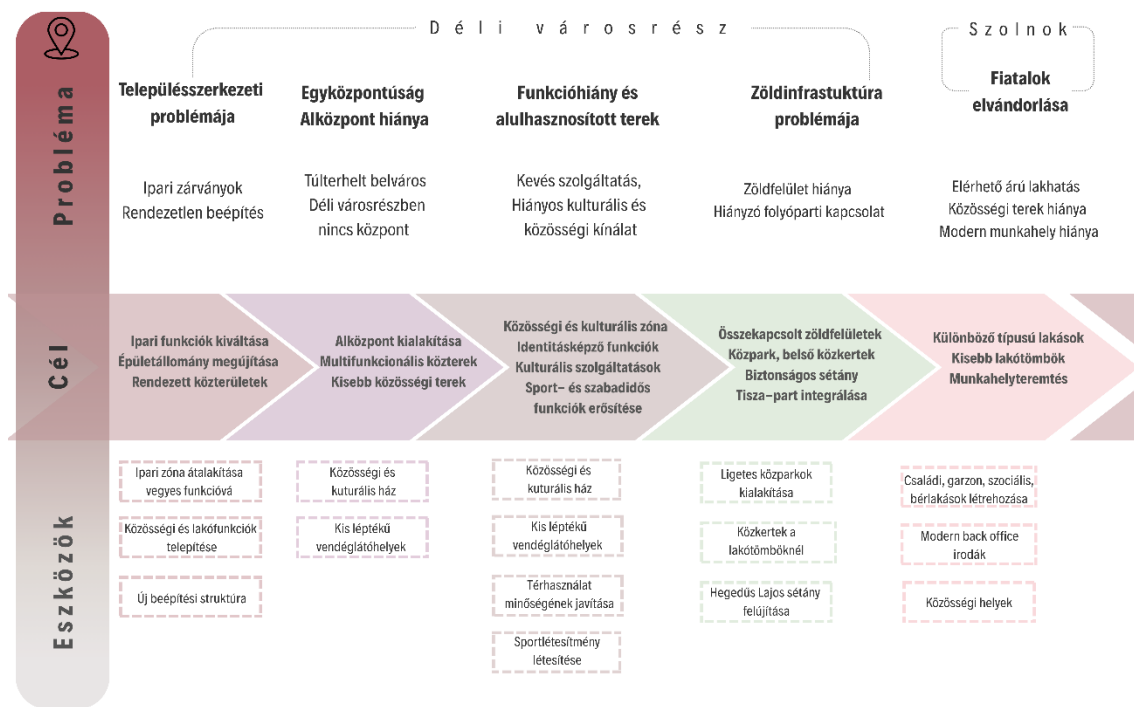 Déli városrész
Szolnok
Probléma
Településszerkezeti
problémája
Egyközpontúság
Alközpont hiánya
Funkcióhiány és
alulhasznosított terek
Zöldinfrastuktúra
problémája
Fiatalok
elvándorlása
Ipari zárványok
Rendezetlen beépítés
Túlterhelt belváros
Déli városrészben
nincs központ
Kevés szolgáltatás,
Hiányos kulturális és
közösségi kínálat
Zöldfelület hiánya
Hiányzó folyóparti kapcsolat
Elérhető árú lakhatás
Közösségi terek hiánya
Modern munkahely hiánya
Cél
Ipari funkciók kiváltása
Épületállomány megújítása
Rendezett közterületek
Alközpont kialakítása
Multifunkcionális közterek
Kisebb közösségi terek
Közösségi és kulturális zóna
Identitásképző funkciók
Kulturális szolgáltatások
Sport- és szabadidős
funkciók erősítése
Összekapcsolt zöldfelületek
Közpark, belső közkertek
Biztonságos sétány
Tisza-part integrálása
Különböző típusú lakások
Kisebb lakótömbök
Munkahelyteremtés
Eszközök
Ipari zóna átalakítása
vegyes funkcióvá
Közösségi és lakófunkciók
telepítése
Új beépítési struktúra
Közösségi és
kuturális ház
Kis léptékű
vendéglátóhelyek
Közösségi és
kuturális ház
Kis léptékű
vendéglátóhelyek
Térhasználat
minőségének javítása
Sportlétesítmény
létesítése
Ligetes közparkok
kialakítása
Közkertek a
lakótömböknél
Hegedűs Lajos sétány
felújítása
Családi, garzon, szociális,
bérlakások létrehozása
Modern back office
irodák
Közösségi helyek